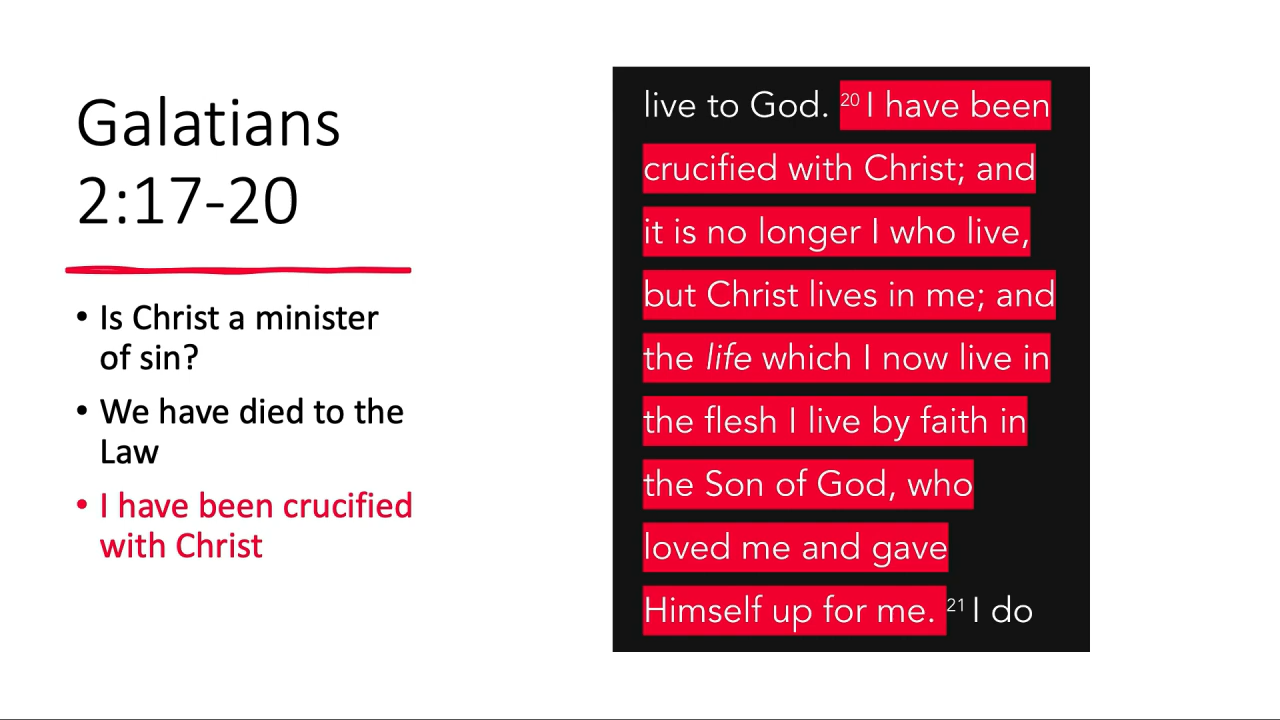 Galatians
2:17-20
• Is Christ a minister
of sin?
• We have died to the
Law
• I have been crucified
with Christ
live to God. 20 I have been
crucified with Christ; and
it is no longer I who live,
but Christ lives in me; and
the life which I now live in
the flesh I live by faith in
the Son of God, who
loved me and gave
Himself up for me. 21 I do